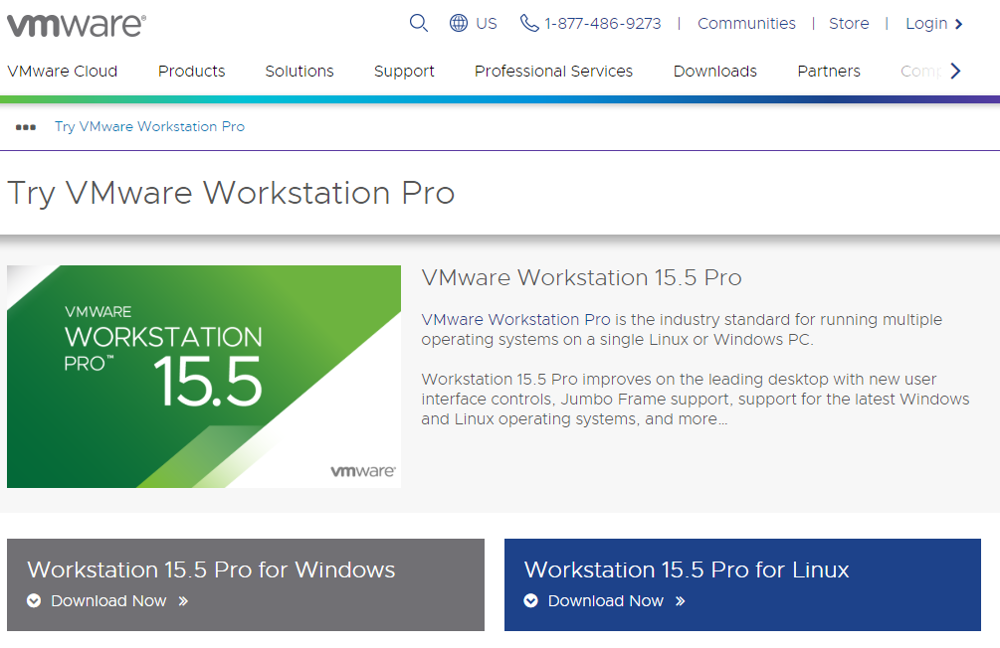 vmware®
US 1-877-486-9273 | Communities | Store | Login
VMware Cloud Products Solutions Support Professional Services Downloads Partners Comp
Try VMware Workstation Pro
Try VMware Workstation Pro
VMWARE
WORKSTATION
PRO™
15.5
vmware®
VMware Workstation 15.5 Pro
VMware Workstation Pro is the industry standard for running multiple
operating systems on a single Linux or Windows PC.
Workstation 15.5 Pro improves on the leading desktop with new user
interface controls, Jumbo Frame support, support for the latest Windows
and Linux operating systems, and more...
Workstation 15.5 Pro for Windows
Download Now »
Workstation 15.5 Pro for Linux
Download Now »